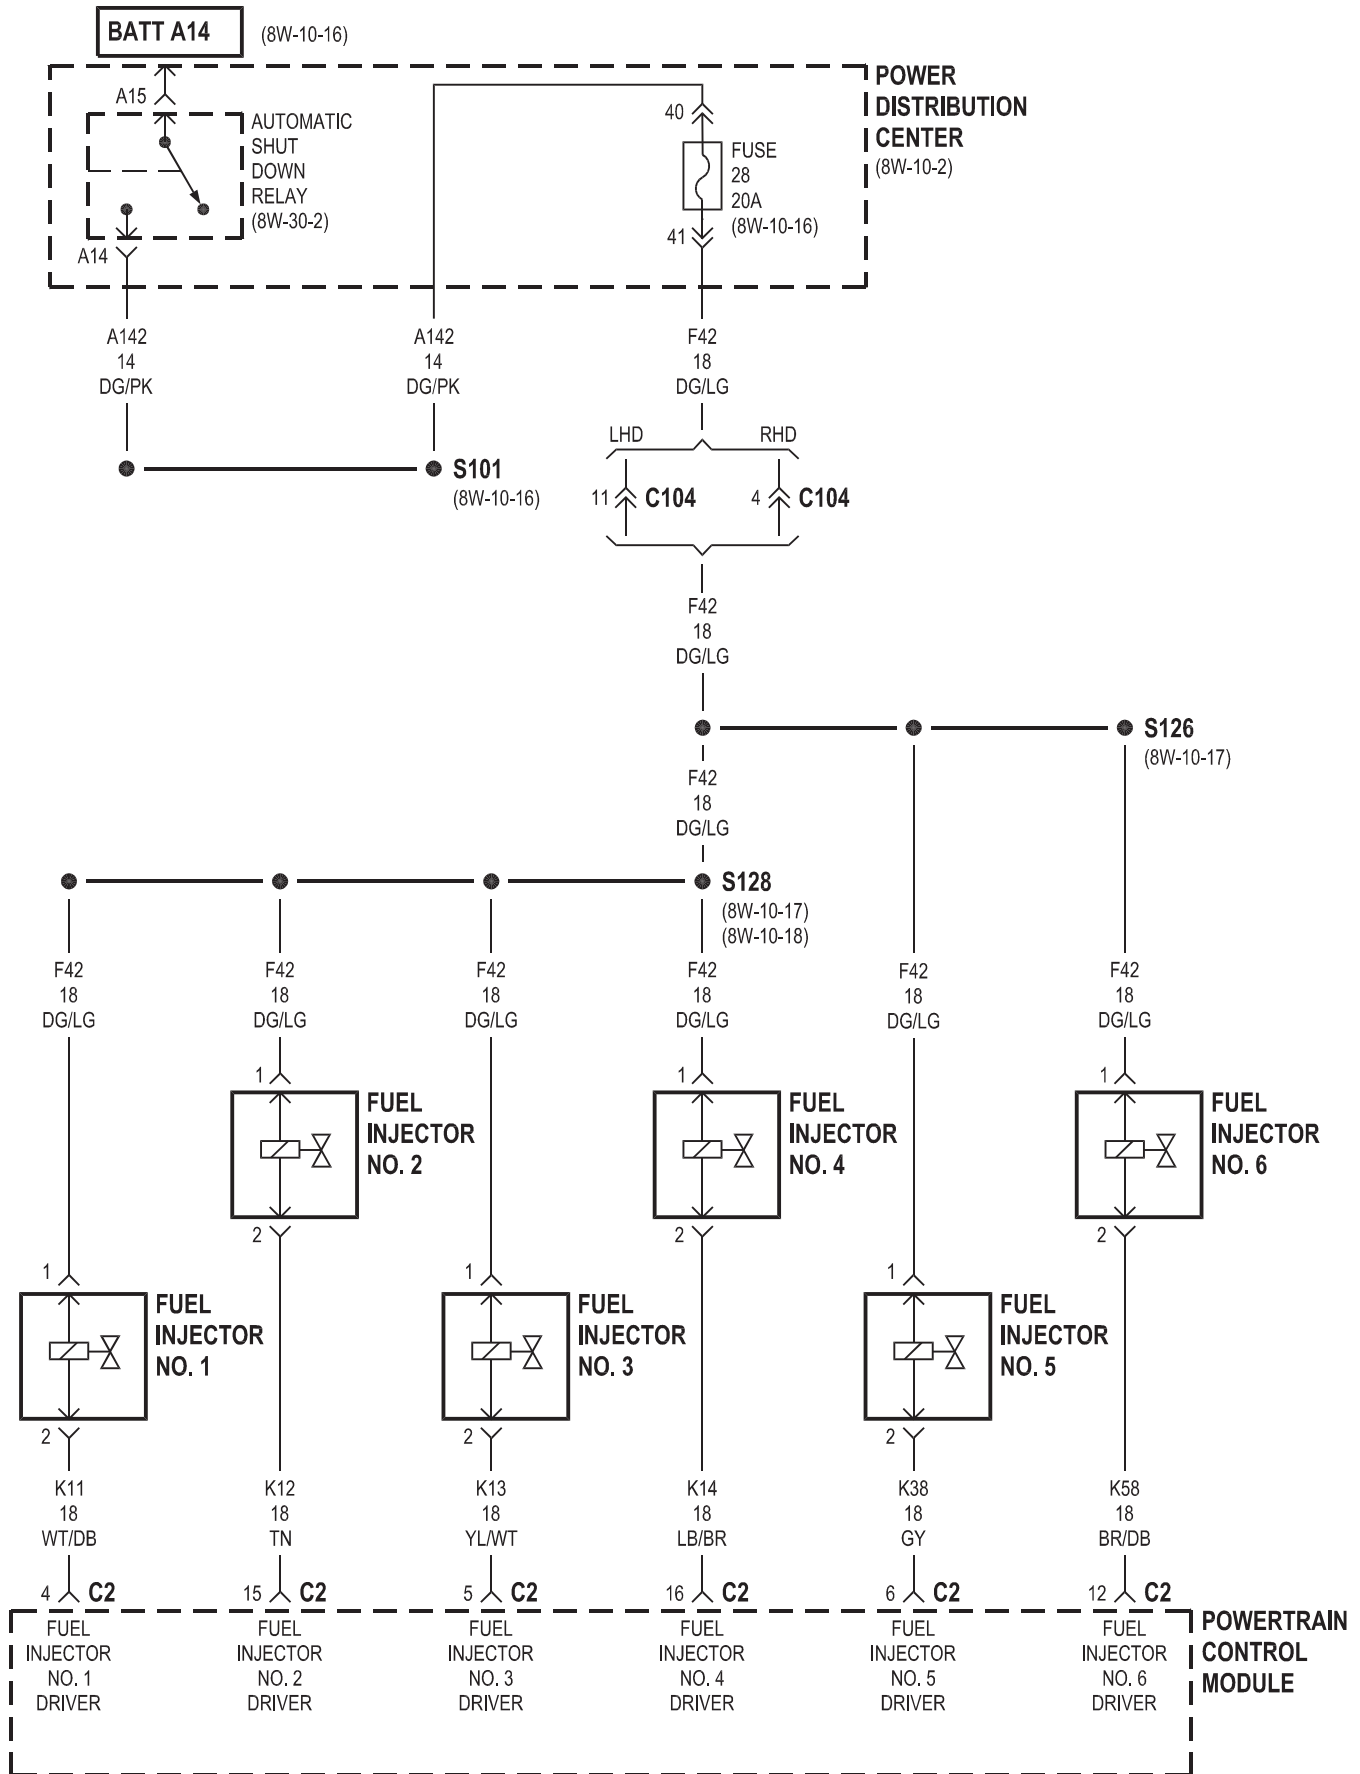 BATT A14
(8W-10-16)
POWER
DISTRIBUTION
CENTER
(8W-10-2)
A15
AUTOMATIC
SHUT
DOWN
RELAY
(8W-30-2)
A14
40
FUSE
28
20A
(8W-10-16)
41
A142
14
DG/PK
A142
14
DG/PK
F42
18
DG/LG
S101
(8W-10-16)
LHD
RHD
11
C104
4
C104
F42
18
DG/LG
S126
(8W-10-17)
F42
18
DG/LG
S128
(8W-10-17)
(8W-10-18)
F42
18
DG/LG
F42
18
DG/LG
F42
18
DG/LG
F42
18
DG/LG
F42
18
DG/LG
F42
18
DG/LG
1
FUEL
INJECTOR
NO. 2
2
1
FUEL
INJECTOR
NO. 4
2
1
FUEL
INJECTOR
NO. 6
2
1
FUEL
INJECTOR
NO. 1
2
1
FUEL
INJECTOR
NO. 3
2
1
FUEL
INJECTOR
NO. 5
2
K11
18
WT/DB
K12
18
TN
K13
18
YL/WT
K14
18
LB/BR
K38
18
GY
K58
18
BR/DB
4
C2
15
C2
5
C2
16
C2
6
C2
12
C2
FUEL
INJECTOR
NO. 1
DRIVER
FUEL
INJECTOR
NO. 2
DRIVER
FUEL
INJECTOR
NO. 3
DRIVER
FUEL
INJECTOR
NO. 4
DRIVER
FUEL
INJECTOR
NO. 5
DRIVER
FUEL
INJECTOR
NO. 6
DRIVER
POWERTRAIN
CONTROL
MODULE